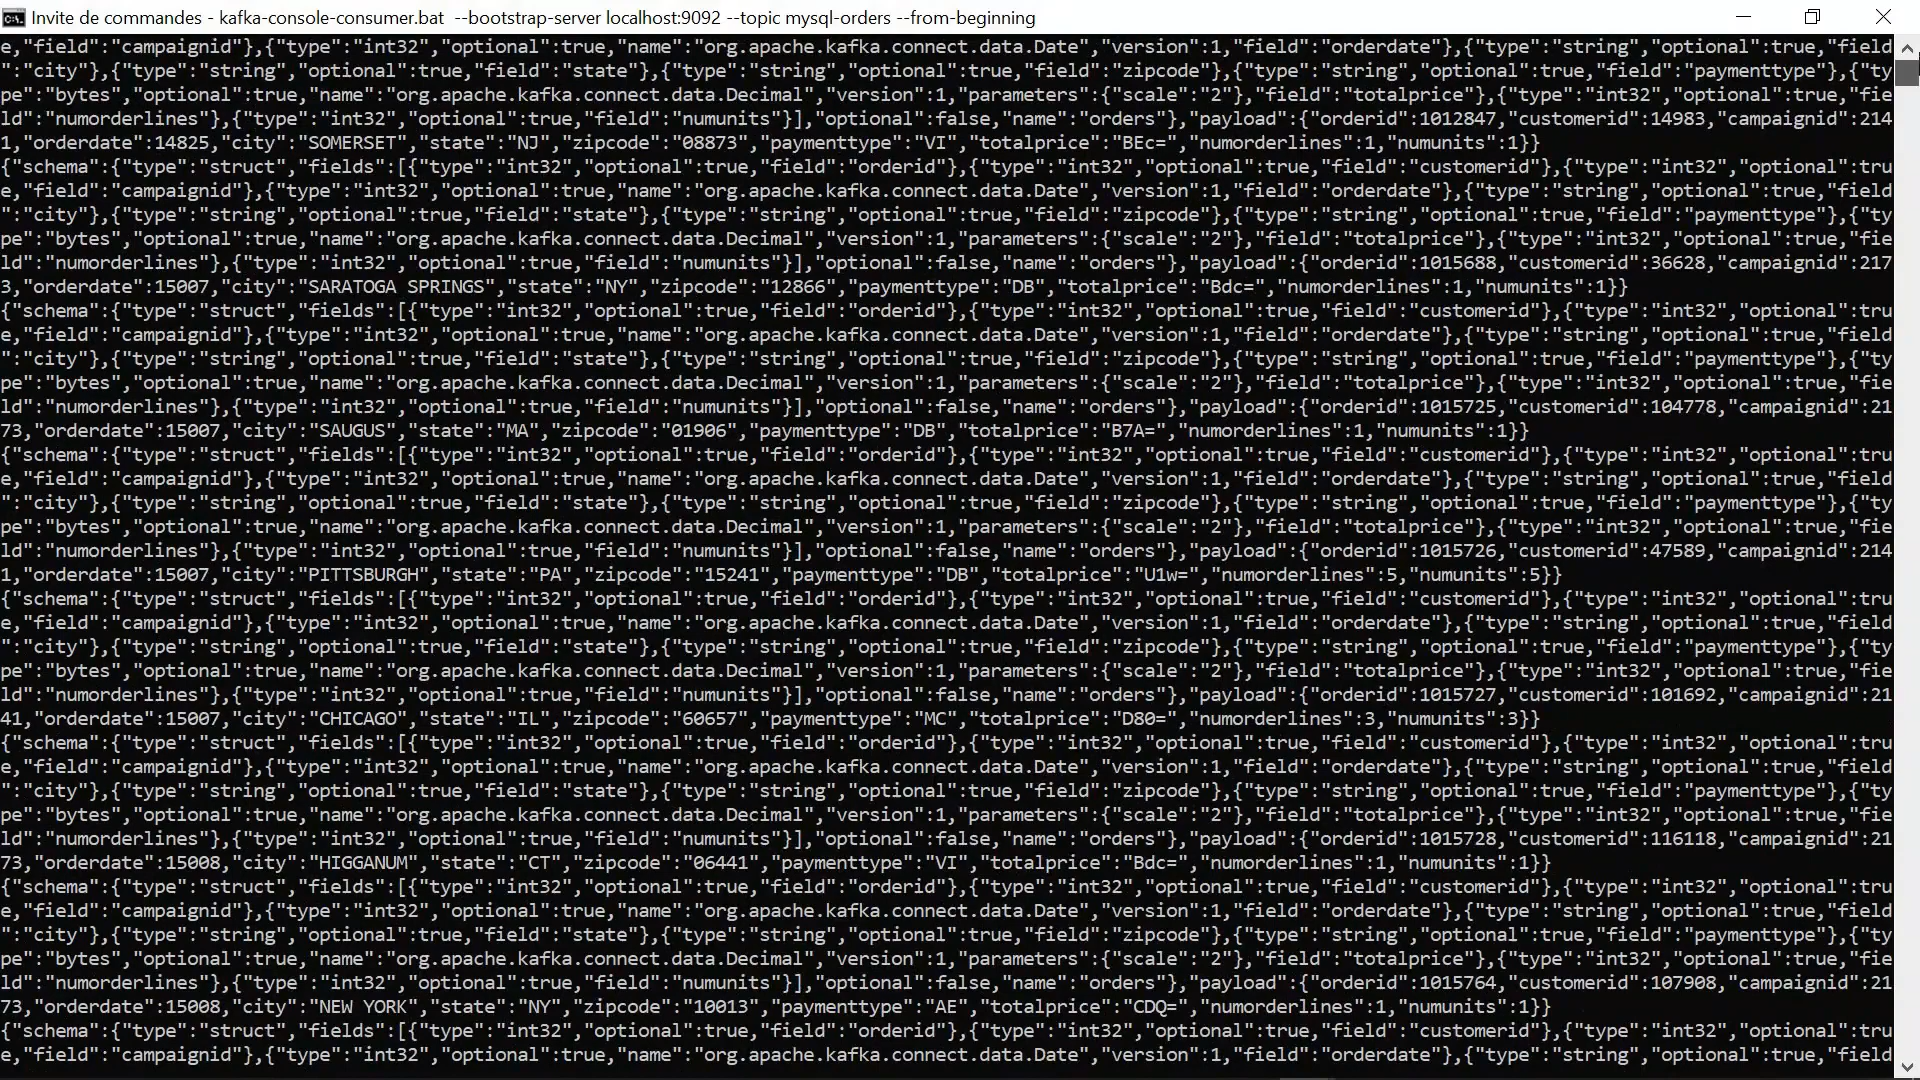 Invite de commandes - kafka-console-consumer.bat  --bootstrap-server localhost:9092 --topic mysql-orders --from-beginning
e,"field":"campaignid"},{"type":"int32","optional":true,"name":"org.apache.kafka.connect.data.Date","version":1,"field":"orderdate"},{"type":"string","optional":true,"field
":"city"},{"type":"string","optional":true,"field":"state"},{"type":"string","optional":true,"field":"zipcode"},{"type":"string","optional":true,"field":"paymenttype"},{"ty
pe":"bytes","optional":true,"name":"org.apache.kafka.connect.data.Decimal","version":1,"parameters":{"scale":"2"},"field":"totalprice"},{"type":"int32","optional":true,"fie
ld":"numorderlines"},{"type":"int32","optional":true,"field":"numunits"}],"optional":false,"name":"orders"},"payload":{"orderid":1012847,"customerid":14983,"campaignid":214
1,"orderdate":14825,"city":"SOMERSET","state":"NJ","zipcode":"08873","paymenttype":"VI","totalprice":"BEc=","numorderlines":1,"numunits":1}}
{"schema":{"type":"struct","fields":[{"type":"int32","optional":true,"field":"orderid"},{"type":"int32","optional":true,"field":"customerid"},{"type":"int32","optional":tru
e,"field":"campaignid"},{"type":"int32","optional":true,"name":"org.apache.kafka.connect.data.Date","version":1,"field":"orderdate"},{"type":"string","optional":true,"field
":"city"},{"type":"string","optional":true,"field":"state"},{"type":"string","optional":true,"field":"zipcode"},{"type":"string","optional":true,"field":"paymenttype"},{"ty
pe":"bytes","optional":true,"name":"org.apache.kafka.connect.data.Decimal","version":1,"parameters":{"scale":"2"},"field":"totalprice"},{"type":"int32","optional":true,"fie
ld":"numorderlines"},{"type":"int32","optional":true,"field":"numunits"}],"optional":false,"name":"orders"},"payload":{"orderid":1015688,"customerid":36628,"campaignid":217
3,"orderdate":15007,"city":"SARATOGA SPRINGS","state":"NY","zipcode":"12866","paymenttype":"DB","totalprice":"Bdc=","numorderlines":1,"numunits":1}}
{"schema":{"type":"struct","fields":[{"type":"int32","optional":true,"field":"orderid"},{"type":"int32","optional":true,"field":"customerid"},{"type":"int32","optional":tru
e,"field":"campaignid"},{"type":"int32","optional":true,"name":"org.apache.kafka.connect.data.Date","version":1,"field":"orderdate"},{"type":"string","optional":true,"field
":"city"},{"type":"string","optional":true,"field":"state"},{"type":"string","optional":true,"field":"zipcode"},{"type":"string","optional":true,"field":"paymenttype"},{"ty
pe":"bytes","optional":true,"name":"org.apache.kafka.connect.data.Decimal","version":1,"parameters":{"scale":"2"},"field":"totalprice"},{"type":"int32","optional":true,"fie
ld":"numorderlines"},{"type":"int32","optional":true,"field":"numunits"}],"optional":false,"name":"orders"},"payload":{"orderid":1015725,"customerid":104778,"campaignid":21
73,"orderdate":15007,"city":"SAUGUS","state":"MA","zipcode":"01906","paymenttype":"DB","totalprice":"B7A=","numorderlines":1,"numunits":1}}
{"schema":{"type":"struct","fields":[{"type":"int32","optional":true,"field":"orderid"},{"type":"int32","optional":true,"field":"customerid"},{"type":"int32","optional":tru
e,"field":"campaignid"},{"type":"int32","optional":true,"name":"org.apache.kafka.connect.data.Date","version":1,"field":"orderdate"},{"type":"string","optional":true,"field
":"city"},{"type":"string","optional":true,"field":"state"},{"type":"string","optional":true,"field":"zipcode"},{"type":"string","optional":true,"field":"paymenttype"},{"ty
pe":"bytes","optional":true,"name":"org.apache.kafka.connect.data.Decimal","version":1,"parameters":{"scale":"2"},"field":"totalprice"},{"type":"int32","optional":true,"fie
ld":"numorderlines"},{"type":"int32","optional":true,"field":"numunits"}],"optional":false,"name":"orders"},"payload":{"orderid":1015726,"customerid":47589,"campaignid":214
1,"orderdate":15007,"city":"PITTSBURGH","state":"PA","zipcode":"15241","paymenttype":"DB","totalprice":"U1w=","numorderlines":5,"numunits":5}}
{"schema":{"type":"struct","fields":[{"type":"int32","optional":true,"field":"orderid"},{"type":"int32","optional":true,"field":"customerid"},{"type":"int32","optional":tru
e,"field":"campaignid"},{"type":"int32","optional":true,"name":"org.apache.kafka.connect.data.Date","version":1,"field":"orderdate"},{"type":"string","optional":true,"field
":"city"},{"type":"string","optional":true,"field":"state"},{"type":"string","optional":true,"field":"zipcode"},{"type":"string","optional":true,"field":"paymenttype"},{"ty
pe":"bytes","optional":true,"name":"org.apache.kafka.connect.data.Decimal","version":1,"parameters":{"scale":"2"},"field":"totalprice"},{"type":"int32","optional":true,"fie
ld":"numorderlines"},{"type":"int32","optional":true,"field":"numunits"}],"optional":false,"name":"orders"},"payload":{"orderid":1015727,"customerid":101692,"campaignid":21
41,"orderdate":15007,"city":"CHICAGO","state":"IL","zipcode":"60657","paymenttype":"MC","totalprice":"D80=","numorderlines":3,"numunits":3}}
{"schema":{"type":"struct","fields":[{"type":"int32","optional":true,"field":"orderid"},{"type":"int32","optional":true,"field":"customerid"},{"type":"int32","optional":tru
e,"field":"campaignid"},{"type":"int32","optional":true,"name":"org.apache.kafka.connect.data.Date","version":1,"field":"orderdate"},{"type":"string","optional":true,"field
":"city"},{"type":"string","optional":true,"field":"state"},{"type":"string","optional":true,"field":"zipcode"},{"type":"string","optional":true,"field":"paymenttype"},{"ty
pe":"bytes","optional":true,"name":"org.apache.kafka.connect.data.Decimal","version":1,"parameters":{"scale":"2"},"field":"totalprice"},{"type":"int32","optional":true,"fie
ld":"numorderlines"},{"type":"int32","optional":true,"field":"numunits"}],"optional":false,"name":"orders"},"payload":{"orderid":1015728,"customerid":116118,"campaignid":21
73,"orderdate":15008,"city":"HIGGANUM","state":"CT","zipcode":"06441","paymenttype":"VI","totalprice":"Bdc=","numorderlines":1,"numunits":1}}
{"schema":{"type":"struct","fields":[{"type":"int32","optional":true,"field":"orderid"},{"type":"int32","optional":true,"field":"customerid"},{"type":"int32","optional":tru
e,"field":"campaignid"},{"type":"int32","optional":true,"name":"org.apache.kafka.connect.data.Date","version":1,"field":"orderdate"},{"type":"string","optional":true,"field
":"city"},{"type":"string","optional":true,"field":"state"},{"type":"string","optional":true,"field":"zipcode"},{"type":"string","optional":true,"field":"paymenttype"},{"ty
pe":"bytes","optional":true,"name":"org.apache.kafka.connect.data.Decimal","version":1,"parameters":{"scale":"2"},"field":"totalprice"},{"type":"int32","optional":true,"fie
ld":"numorderlines"},{"type":"int32","optional":true,"field":"numunits"}],"optional":false,"name":"orders"},"payload":{"orderid":1015764,"customerid":107908,"campaignid":21
73,"orderdate":15008,"city":"NEW YORK","state":"NY","zipcode":"10013","paymenttype":"AE","totalprice":"CDQ=","numorderlines":1,"numunits":1}}
{"schema":{"type":"struct","fields":[{"type":"int32","optional":true,"field":"orderid"},{"type":"int32","optional":true,"field":"customerid"},{"type":"int32","optional":tru
e,"field":"campaignid"},{"type":"int32","optional":true,"name":"org.apache.kafka.connect.data.Date","version":1,"field":"orderdate"},{"type":"string","optional":true,"field